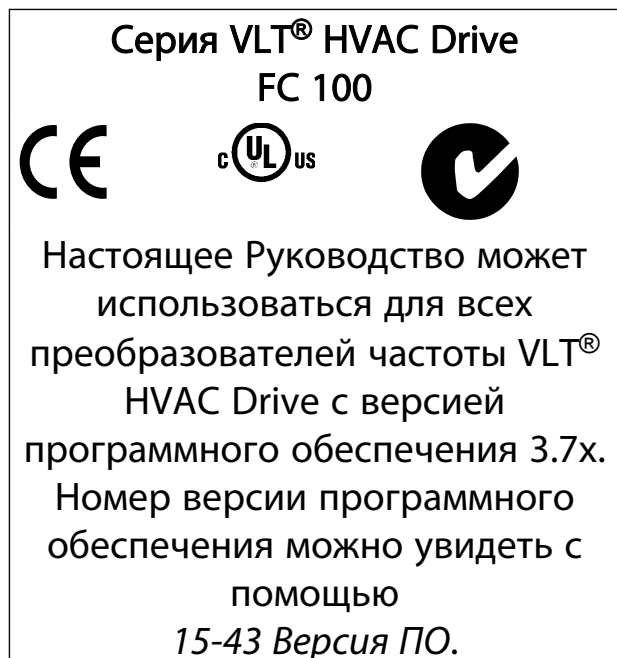 Серия VLT® HVAC Drive
FC 100
CE
c UL® US
Настоящее Руководство может
использоваться для всех
преобразователей частоты VLT®
HVAC Drive с версией
программного обеспечения 3.7x.
Номер версии программного
обеспечения можно увидеть с
помощью
15-43 Версия ПО.